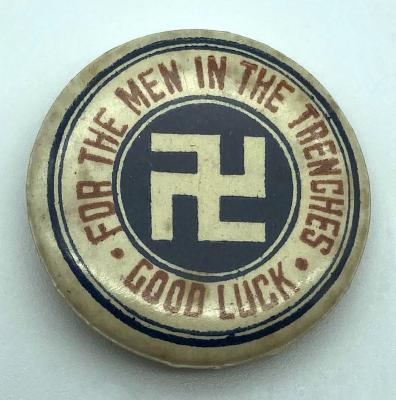 • FOR THE MEN IN THE TRENCHES •
GOOD LUCK